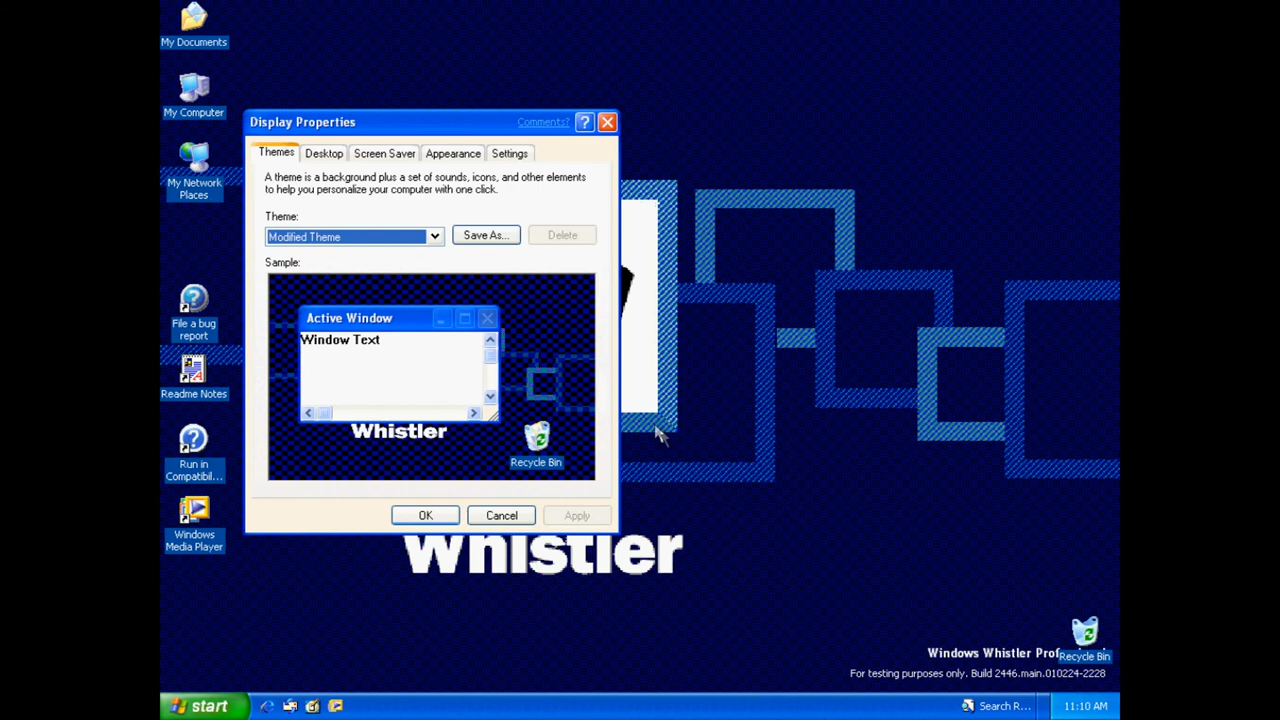 My Documents
My Computer
My Network
Places
File a bug
report
Readme Notes
Run in
Compatibil...
Windows
Media Player
Display Properties
Comments?
Themes
Desktop
Screen Saver
Appearance
Settings
A theme is a background plus a set of sounds, icons, and other elements
to help you personalize your computer with one click.
Theme:
Modified Theme
Save As...
Delete
Sample:
Active Window
Window Text
Whistler
Recycle Bin
OK
Cancel
Apply
Whistler
Windows Whistler Prof
Recycle Bin
For testing purposes only. Build 2446.main.010224-2228
start
Search R...
11:10 AM